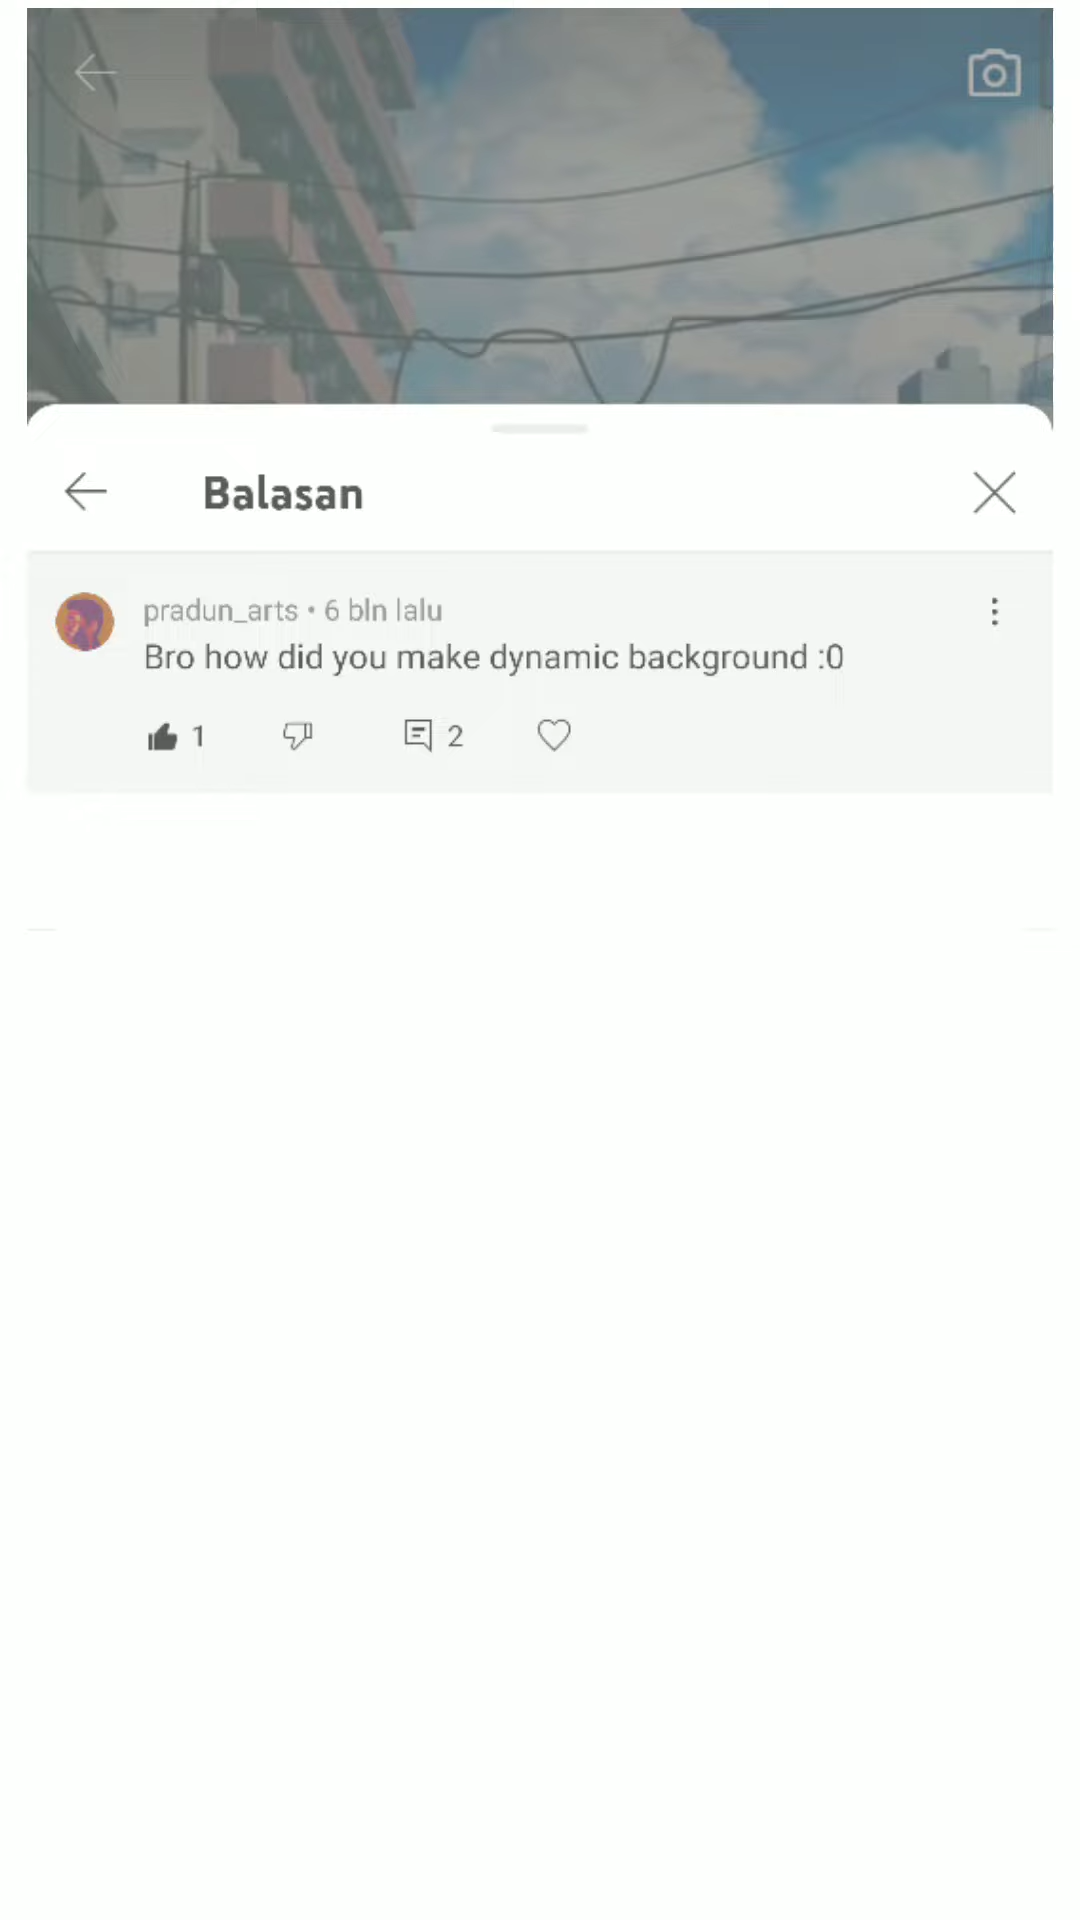 Balasan
pradun_arts • 6 bln lalu
Bro how did you make dynamic background :0
1
2